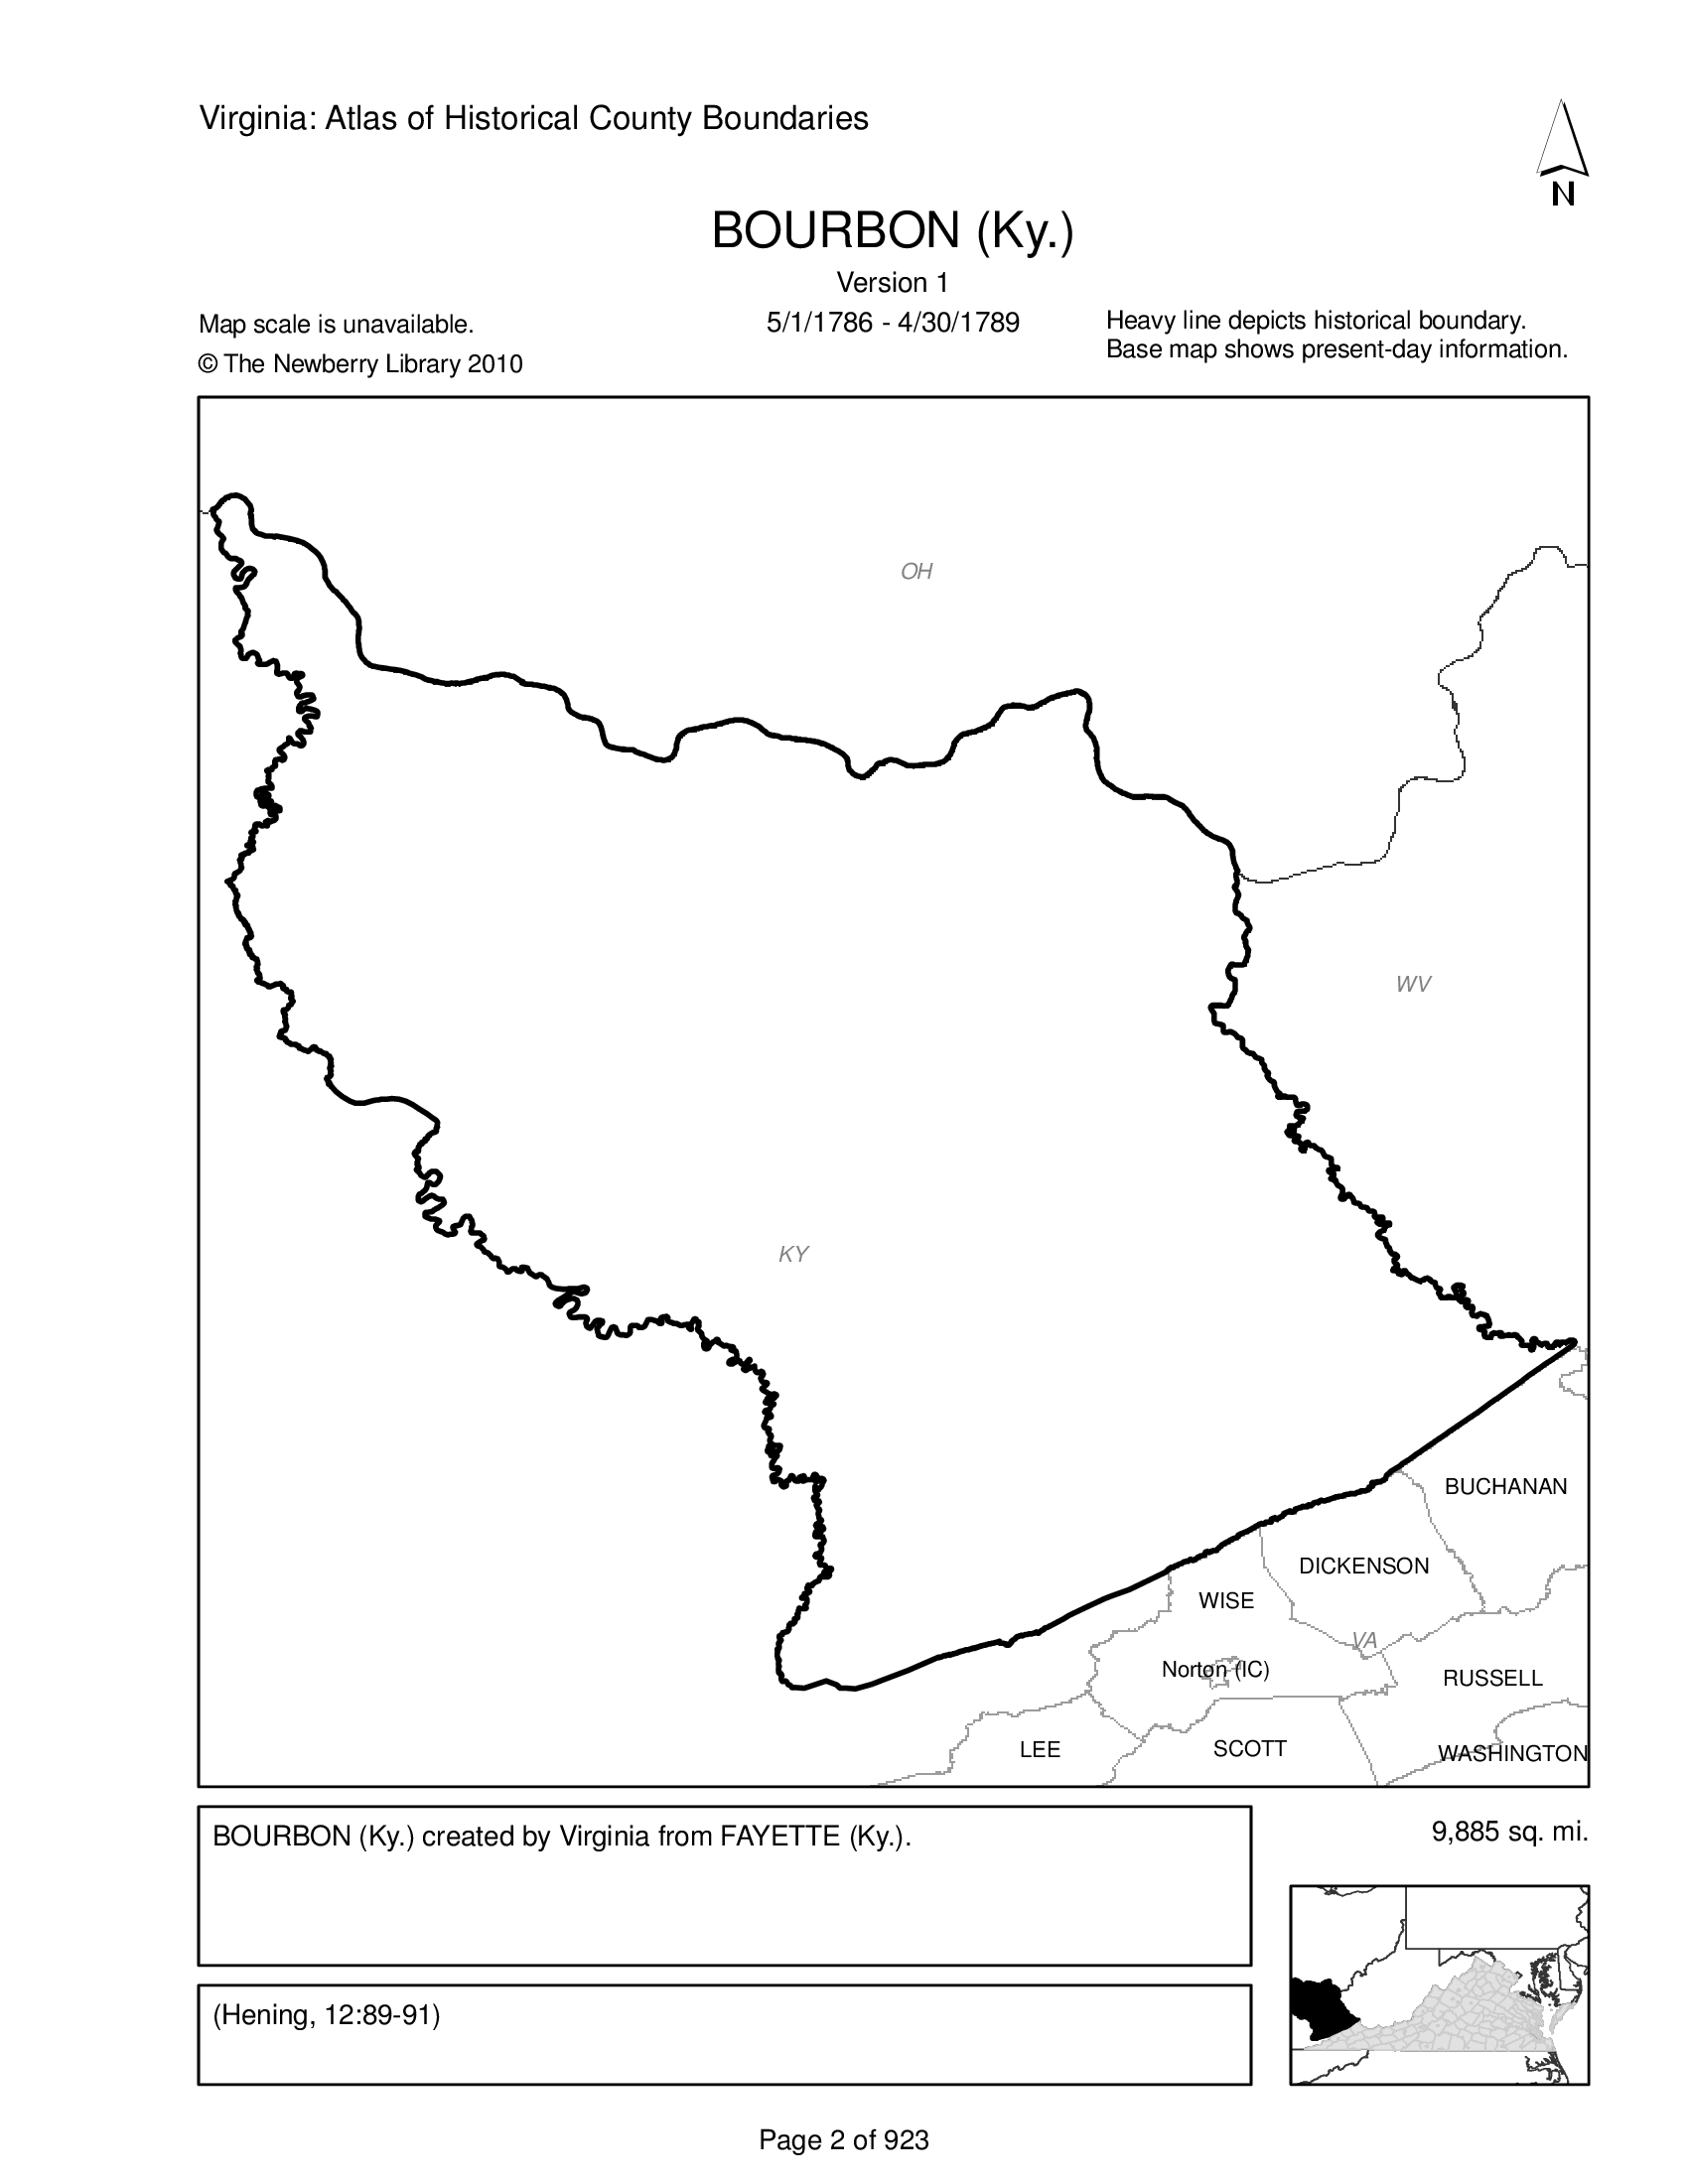 Virginia: Atlas of Historical County Boundaries
N
BOURBON (Ky.)
Version 1
5/1/1786 - 4/30/1789
Map scale is unavailable.
© The Newberry Library 2010
Heavy line depicts historical boundary.
Base map shows present-day information.
OH
WV
KY
BUCHANAN
DICKENSON
WISE
VA
Norton (IC)
RUSSELL
LEE
SCOTT
WASHINGTON
BOURBON (Ky.) created by Virginia from FAYETTE (Ky.).
9,885 sq. mi.
(Hening, 12:89-91)
Page 2 of 923